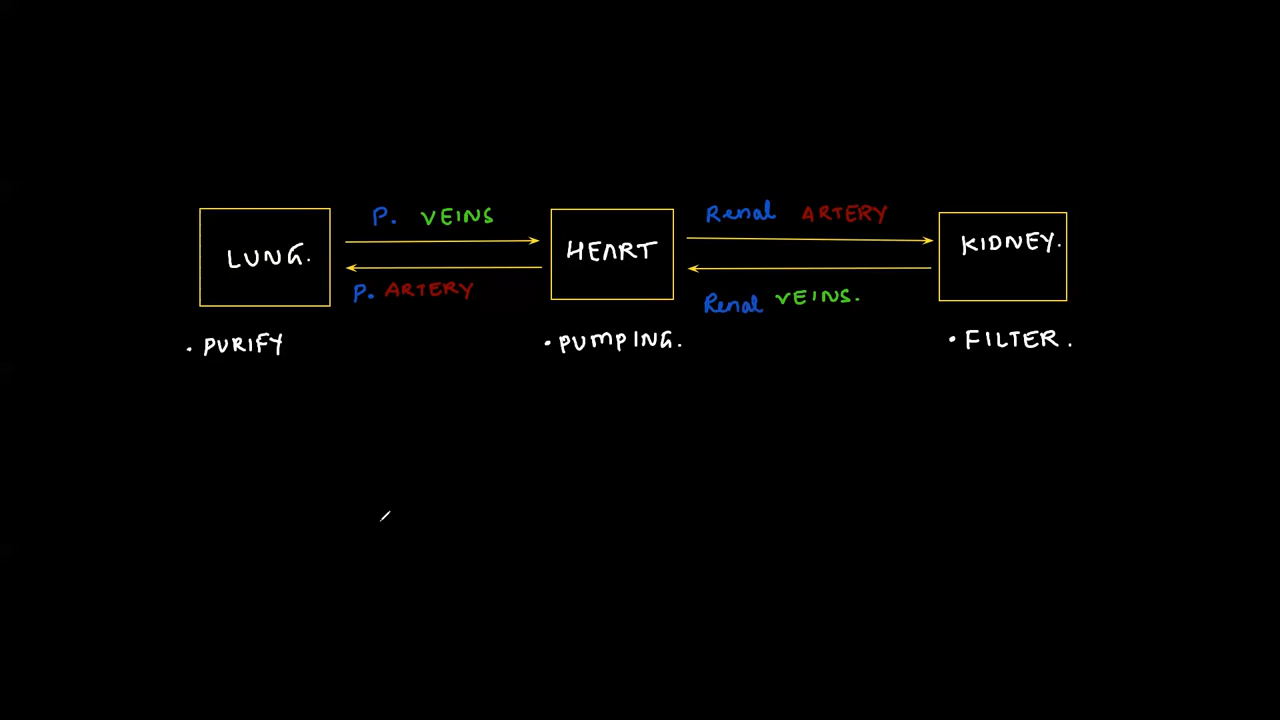 P. VEINS
Renal ARTERY
LUNG.
HEART
KIDNEY.
P. ARTERY
Renal VEINS.
. PURIFY
. PUMPING.
. FILTER.